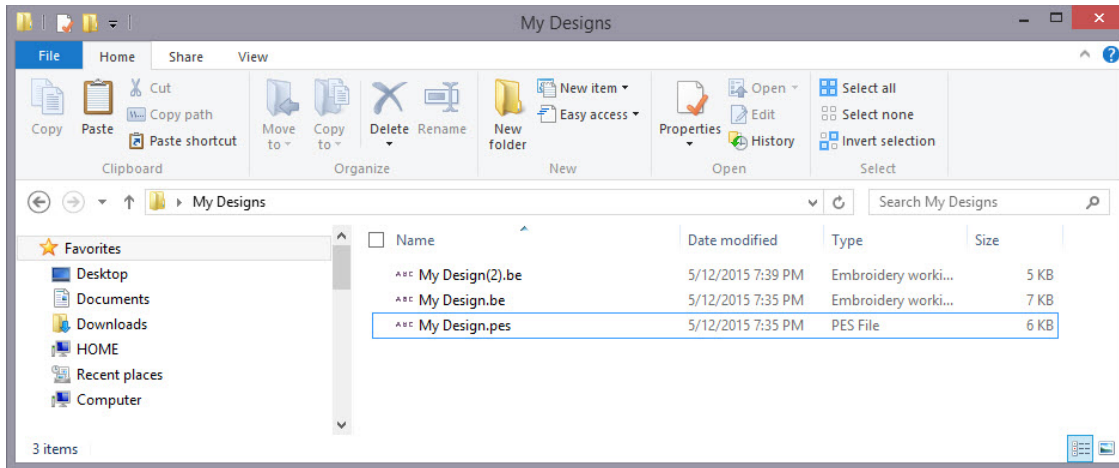 My Designs
File Home Share View
Copy
Paste
Cut
Copy path
Paste shortcut
Clipboard
Move to
Copy to
Delete
Rename
Organize
New folder
New item
Easy access
New
Properties
Open
Edit
History
Open
Select all
Select none
Invert selection
Select
My Designs
Search My Designs
Favorites
Desktop
Documents
Downloads
HOME
Recent places
Computer
Name Date modified Type Size
ABC My Design(2).be 5/12/2015 7:39 PM Embroidery worki... 5 KB
ABC My Design.be 5/12/2015 7:35 PM Embroidery worki... 7 KB
ABC My Design.pes 5/12/2015 7:35 PM PES File 6 KB
3 items